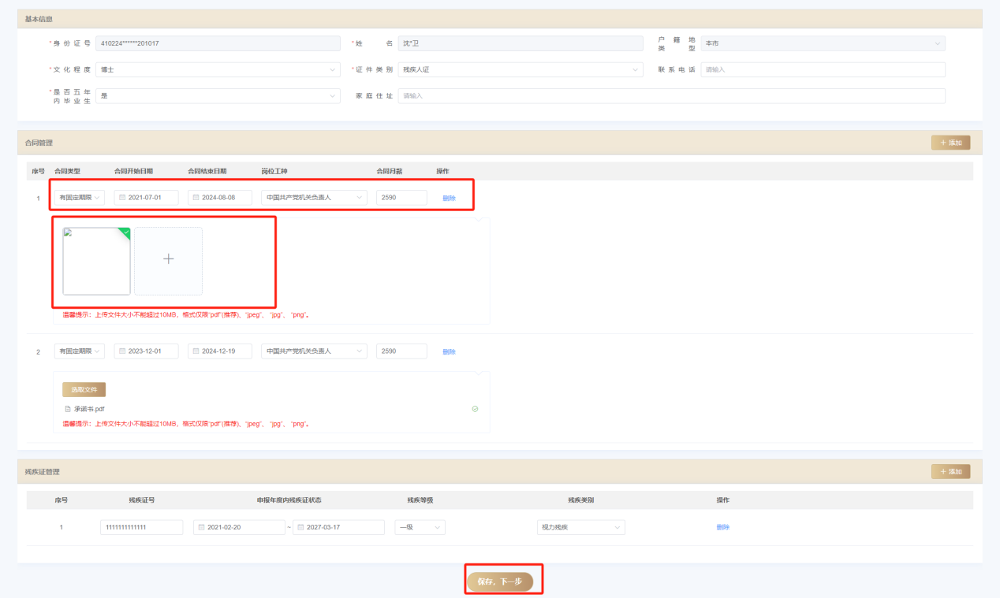 基本信息
*身份证号 410224******201017 *姓名 沈*卫 户籍地类型 本市
*文化程度 博士 *证件类别 残疾人证 联系电话 请输入
*是否五年内毕业生 是 家庭住址 请输入
合同管理 + 添加
序号 合同类型 合同开始日期 合同结束日期 岗位工种 合同月薪 操作
1 有固定期限 2021-07-01 2024-08-08 中国共产党机关负责人 2590 删除
温馨提示：上传文件大小不能超过10MB，格式仅限"pdf"(推荐)、"jpeg"、"jpg"、"png"。
2 有固定期限 2023-12-01 2024-12-19 中国共产党机关负责人 2590 删除
选取文件
承诺书.pdf
温馨提示：上传文件大小不能超过10MB，格式仅限"pdf"(推荐)、"jpeg"、"jpg"、"png"。
残疾证管理 + 添加
序号 残疾证号 申报年度内残疾证状态 残疾等级 残疾类别 操作
1 1111111111111 2021-02-20 ~ 2027-03-17 一级 视力残疾 删除
保存，下一步